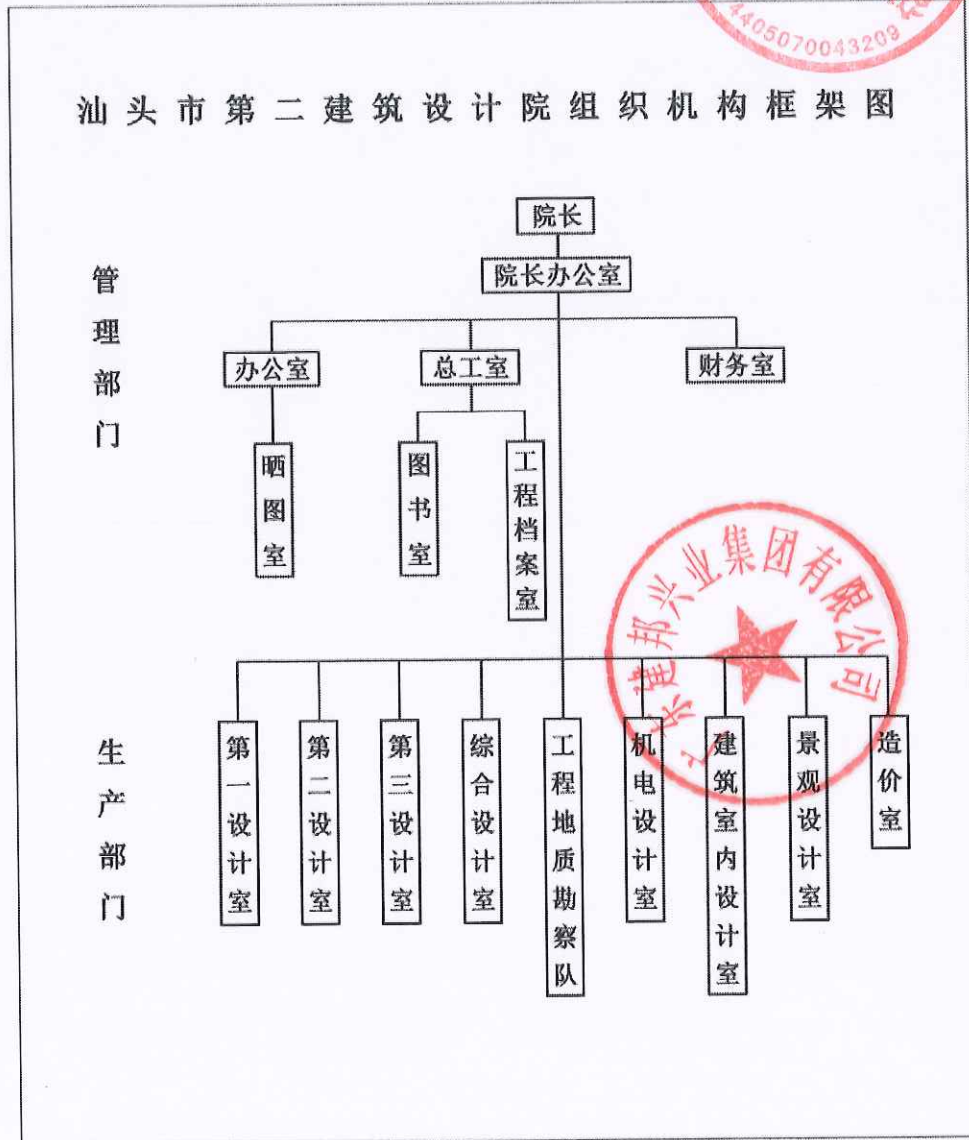 4405070043209
汕头市第二建筑设计院组织机构框架图
管理部门
院长
院长办公室
办公室
总工室
财务室
晒图室
图书室
工程档案室
广东建邦兴业集团有限公司
生产部门
第一设计室
第二设计室
第三设计室
综合设计室
工程地质勘察队
机电设计室
建筑室内设计室
景观设计室
造价室